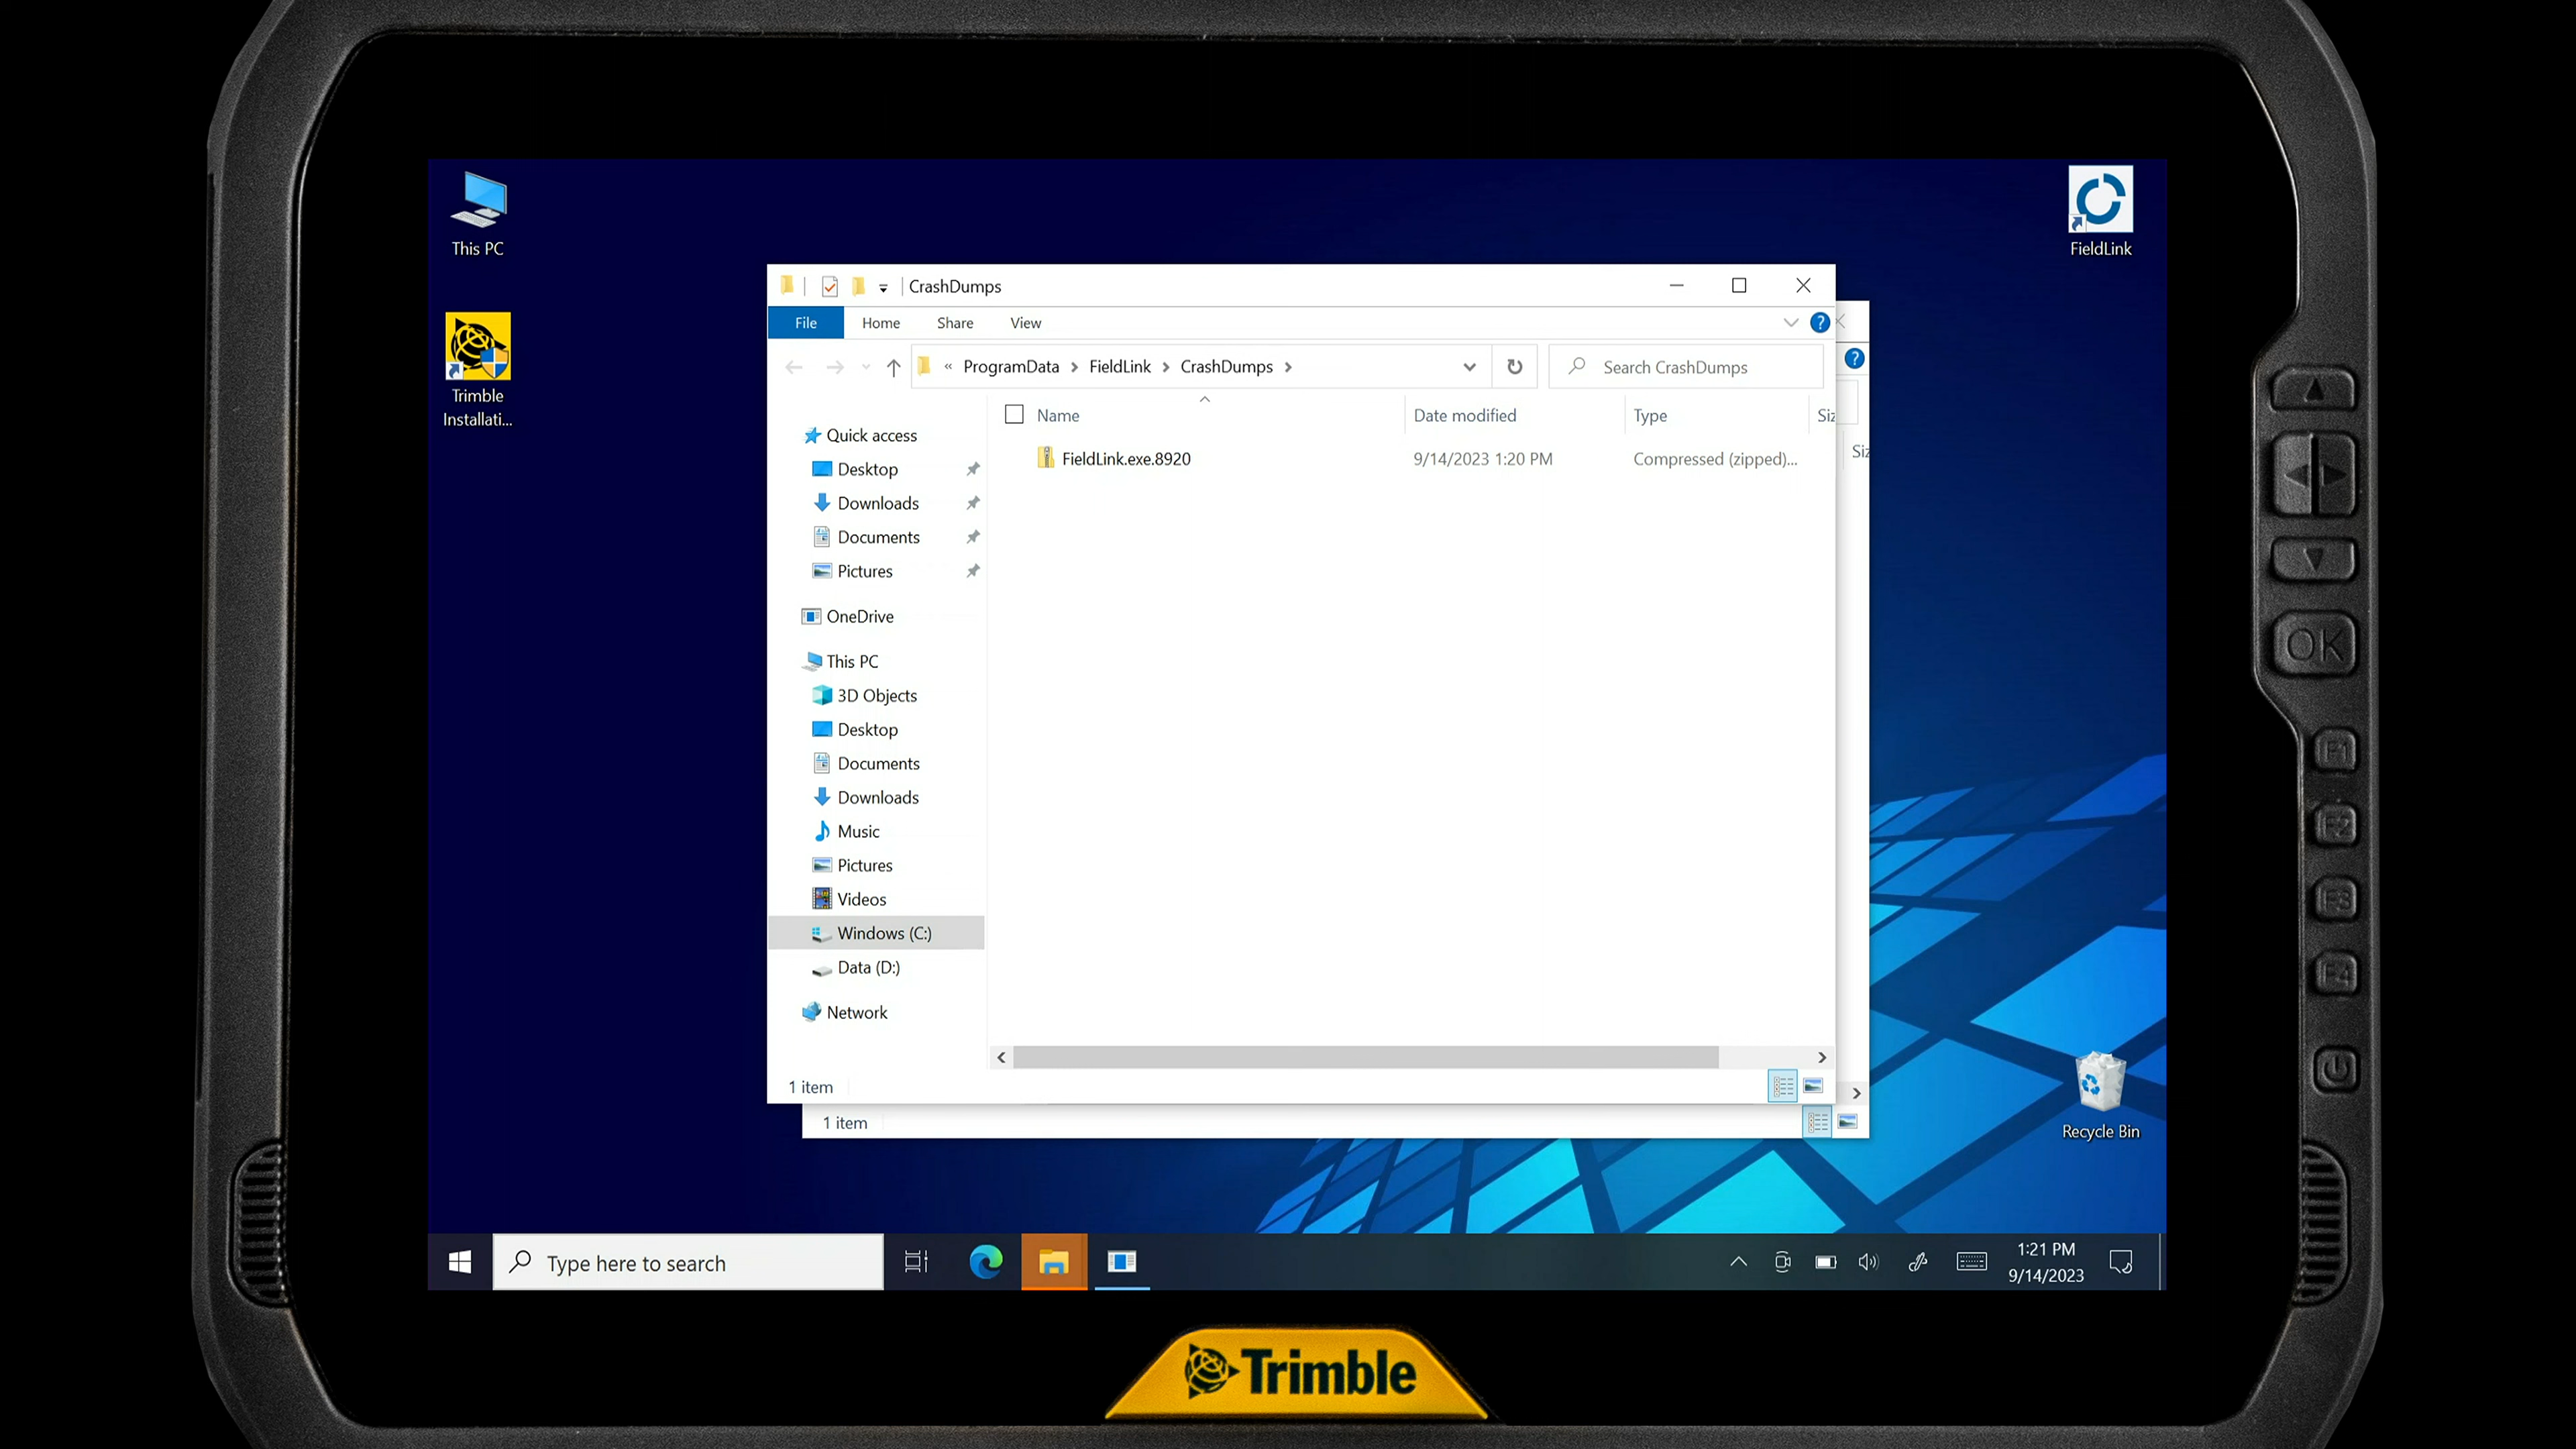 This PC
FieldLink
Trimble
Installati...
CrashDumps
File
Home
Share
View
?
?
« ProgramData > FieldLink > CrashDumps >
Search CrashDumps
Name
Date modified
Type
Siz
Siz
FieldLink.exe.8920
9/14/2023 1:20 PM
Compressed (zipped)...
Quick access
Desktop
Downloads
Documents
Pictures
OneDrive
This PC
3D Objects
Desktop
Documents
Downloads
Music
Pictures
Videos
Windows (C:)
Data (D:)
Network
1 item
1 item
Recycle Bin
Type here to search
1:21 PM
9/14/2023
OK
F1
F2
F3
F4
Trimble